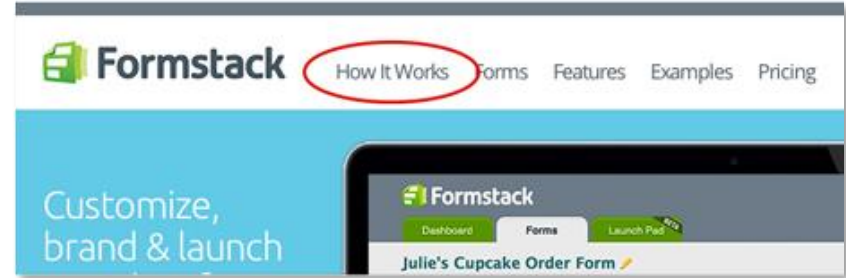 Formstack How It Works Forms Features Examples Pricing
Customize,
brand & launch
Formstack
Dashboard Forms Launch Pad BETA
Julie's Cupcake Order Form